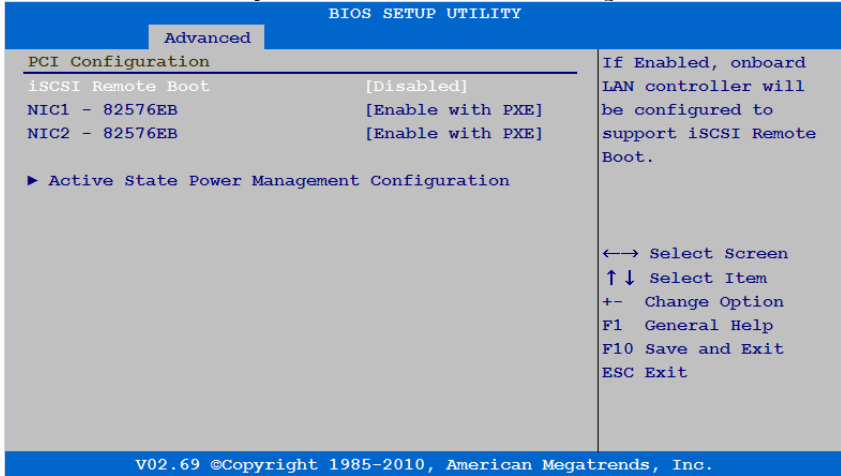 BIOS SETUP UTILITY
Advanced
PCI Configuration
iSCSI Remote Boot [Disabled]
NIC1 - 82576EB [Enable with PXE]
NIC2 - 82576EB [Enable with PXE]
► Active State Power Management Configuration
If Enabled, onboard
LAN controller will
be configured to
support iSCSI Remote
Boot.
←→ Select Screen
↑↓ Select Item
+- Change Option
F1 General Help
F10 Save and Exit
ESC Exit
V02.69 ©Copyright 1985-2010, American Megatrends, Inc.